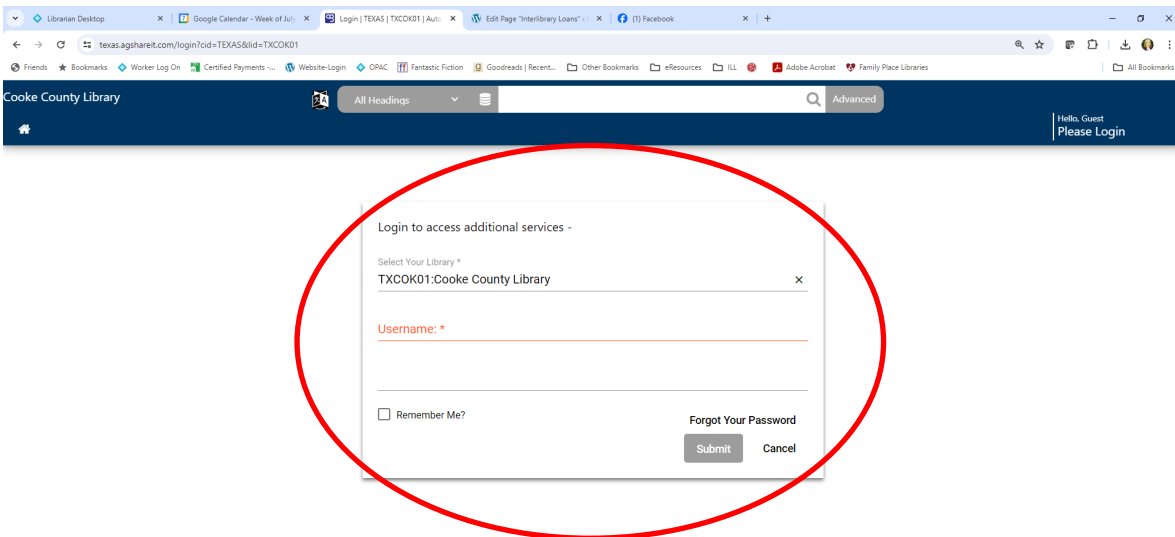 Librarian Desktop
Google Calendar - Week of July
Login | TEXAS | TXCOK01 | Auto
Edit Page "Interlibrary Loans" -
(1) Facebook
texas.agshareit.com/login?cid=TEXAS&lid=TXCOK01
Friends Bookmarks Worker Log On Certified Payments -... Website-Login OPAC Fantastic Fiction Goodreads | Recent... Other Bookmarks eResources ILL Adobe Acrobat Family Place Libraries All Bookmarks
Cooke County Library
All Headings
Advanced
Hello, Guest
Please Login
Login to access additional services -
Select Your Library *
TXCOK01:Cooke County Library
Username: *
Remember Me?
Forgot Your Password
Submit Cancel